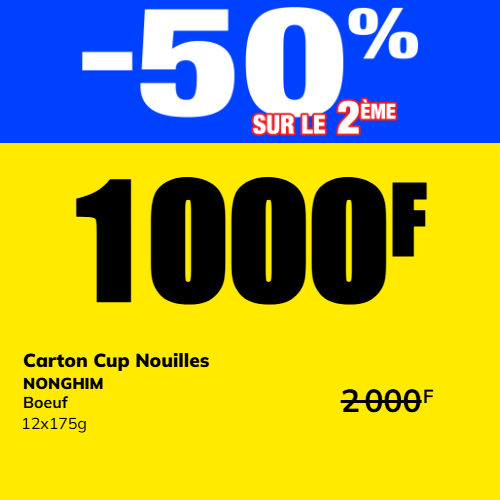 -50%
SUR LE 2ÈME
1000F
Carton Cup Nouilles
NONGHIM
Boeuf
2 000F
12x175g